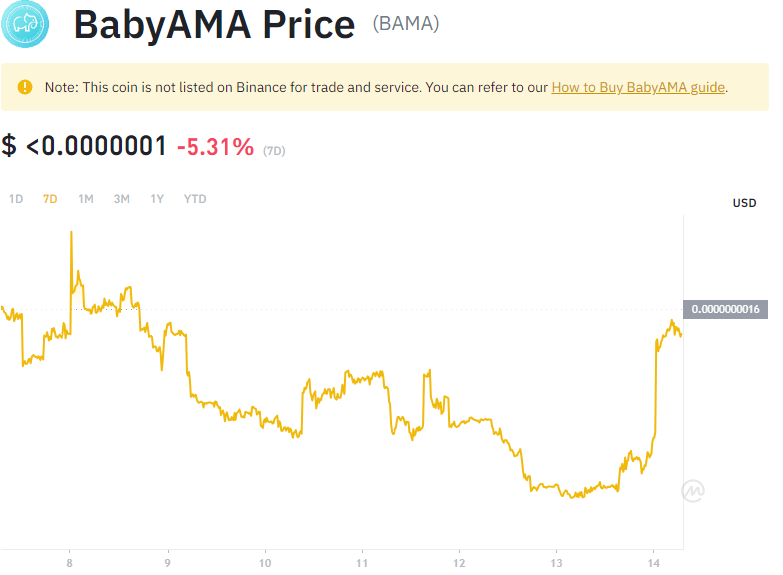 BabyAMA Price (BAMA)
Note: This coin is not listed on Binance for trade and service. You can refer to our How to Buy BabyAMA guide.
$ <0.0000001 -5.31% (7D)
1D 7D 1M 3M 1Y YTD
USD
0.0000000016
8 9 10 11 12 13 14